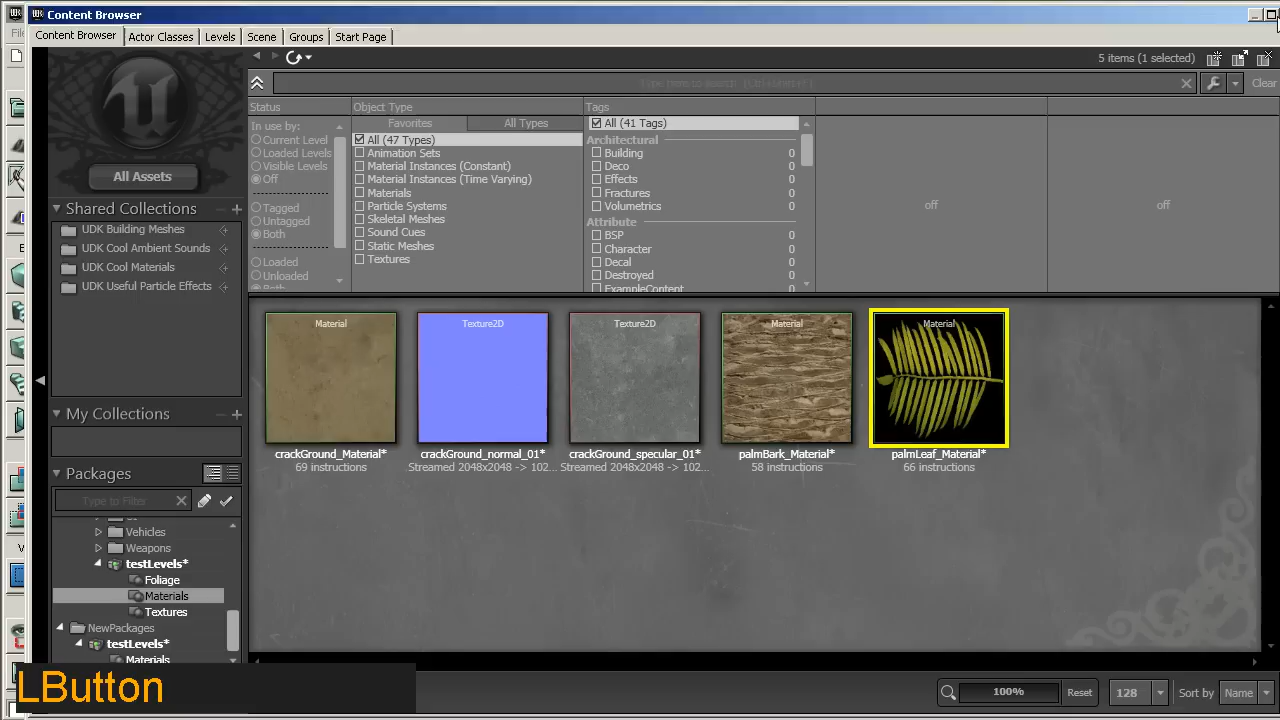 Content Browser
Content Browser
Actor Classes
Levels
Scene
Groups
Start Page
5 items (1 selected)
Clear
Status
Object Type
Tags
In use by:
Current Level
Loaded Levels
Visible Levels
Off
Tagged
Untagged
Both
Loaded
Unloaded
Both
Favorites
All Types
All (47 Types)
Animation Sets
Material Instances (Constant)
Material Instances (Time Varying)
Materials
Particle Systems
Skeletal Meshes
Sound Cues
Static Meshes
Textures
All (41 Tags)
Architectural
Building 0
Deco 0
Effects 0
Fractures 0
Volumetrics 0
Attribute
BSP 0
Character 0
Decal 0
Destroyed 0
ExampleContent 0
off
off
All Assets
Shared Collections
UDK Building Meshes
UDK Cool Ambient Sounds
UDK Cool Materials
UDK Useful Particle Effects
My Collections
Packages
Type to Filter
Vehicles
Weapons
testLevels*
Foliage
Materials
Textures
NewPackages
testLevels*
Materials
Material
crackGround_Material*
69 instructions
Texture2D
crackGround_normal_01*
Streamed 2048x2048 -> 102...
Texture2D
crackGround_specular_01*
Streamed 2048x2048 -> 102...
Material
palmBark_Material*
58 instructions
Material
palmLeaf_Material*
66 instructions
LButton
100%
Reset
128
Sort by
Name